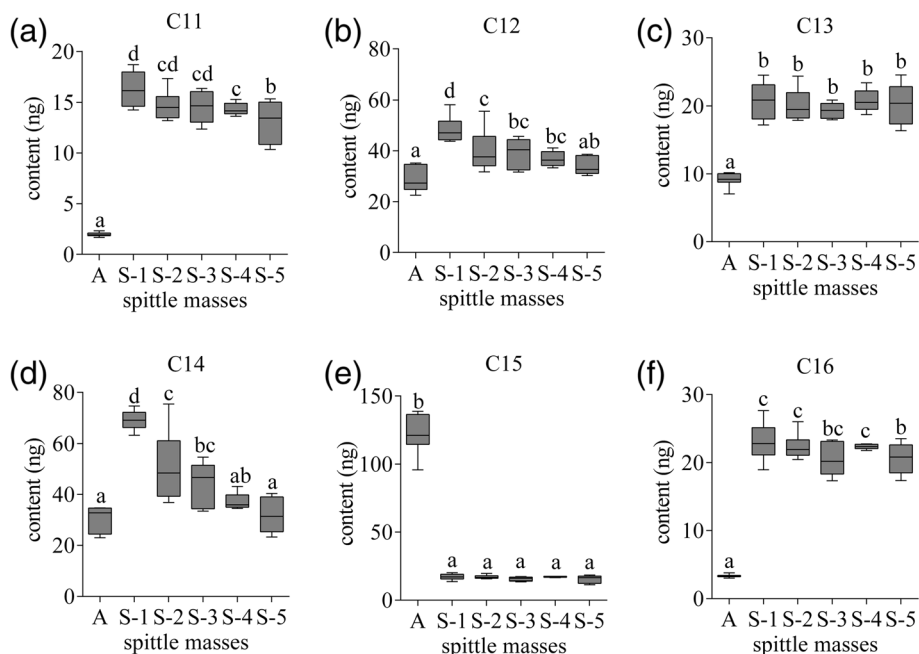 (a) C11
20
15
10
5
0
content (ng)
a d cd cd c b
A S-1 S-2 S-3 S-4 S-5
spittle masses
(b) C12
80
60
40
20
0
content (ng)
a d c bc bc ab
A S-1 S-2 S-3 S-4 S-5
spittle masses
(c) C13
30
20
10
0
content (ng)
a b b b b b
A S-1 S-2 S-3 S-4 S-5
spittle masses
(d) C14
80
60
40
20
0
content (ng)
a d c bc ab a
A S-1 S-2 S-3 S-4 S-5
spittle masses
(e) C15
150
100
50
0
content (ng)
b a a a a a
A S-1 S-2 S-3 S-4 S-5
spittle masses
(f) C16
30
20
10
0
content (ng)
a c c bc c b
A S-1 S-2 S-3 S-4 S-5
spittle masses